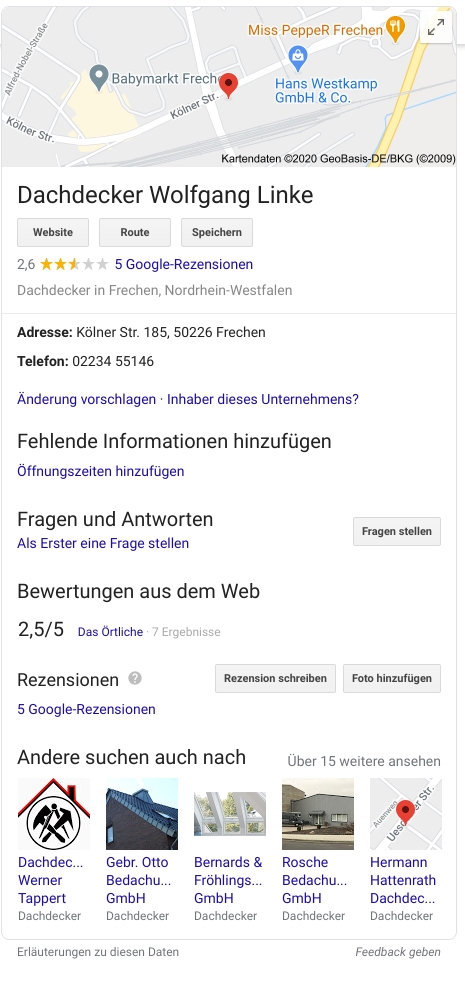 Alfred-Nobel-Straße
Miss PeppeR Frechen
Babymarkt Freche
Hans Westkamp
GmbH & Co.
Kölner Str.
Kölner Str.
Kartendaten ©2020 GeoBasis-DE/BKG (©2009)
Dachdecker Wolfgang Linke
Website Route Speichern
2,6 5 Google-Rezensionen
Dachdecker in Frechen, Nordrhein-Westfalen
Adresse: Kölner Str. 185, 50226 Frechen
Telefon: 02234 55146
Änderung vorschlagen · Inhaber dieses Unternehmens?
Fehlende Informationen hinzufügen
Öffnungszeiten hinzufügen
Fragen und Antworten
Fragen stellen
Als Erster eine Frage stellen
Bewertungen aus dem Web
2,5/5 Das Örtliche · 7 Ergebnisse
Rezensionen ? Rezension schreiben Foto hinzufügen
5 Google-Rezensionen
Andere suchen auch nach Über 15 weitere ansehen
Auenweg
Uesd Str.
Dachdec... Gebr. Otto Bernards & Rosche Hermann
Werner Bedachu... Fröhlings... Bedachu... Hattenrath
Tappert GmbH GmbH GmbH Dachdec...
Dachdecker Dachdecker Dachdecker Dachdecker Dachdecker
Erläuterungen zu diesen Daten Feedback geben